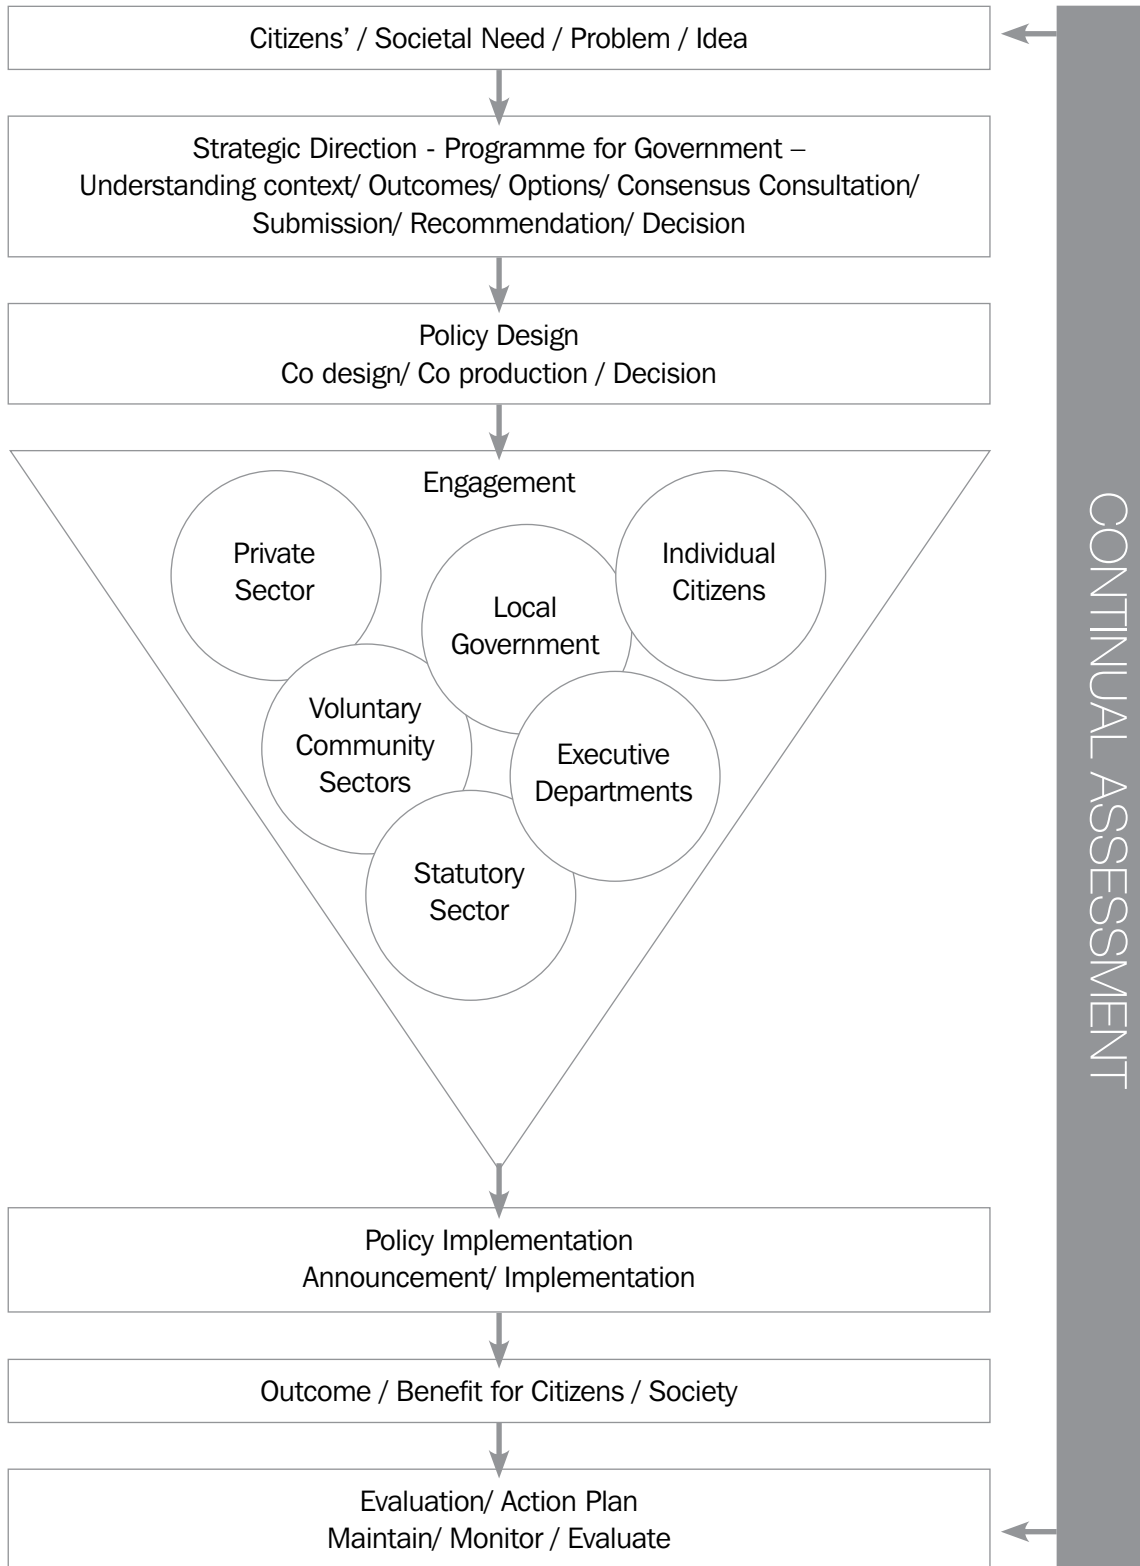 Citizens’ / Societal Need / Problem / Idea
Strategic Direction - Programme for Government –
Understanding context/ Outcomes/ Options/ Consensus Consultation/
Submission/ Recommendation/ Decision
Policy Design
Co design/ Co production / Decision
Engagement
Private
Sector
Local
Government
Individual
Citizens
Voluntary
Community
Sectors
Executive
Departments
Statutory
Sector
Policy Implementation
Announcement/ Implementation
Outcome / Benefit for Citizens / Society
Evaluation/ Action Plan
Maintain/ Monitor / Evaluate
CONTINUAL ASSESSMENT